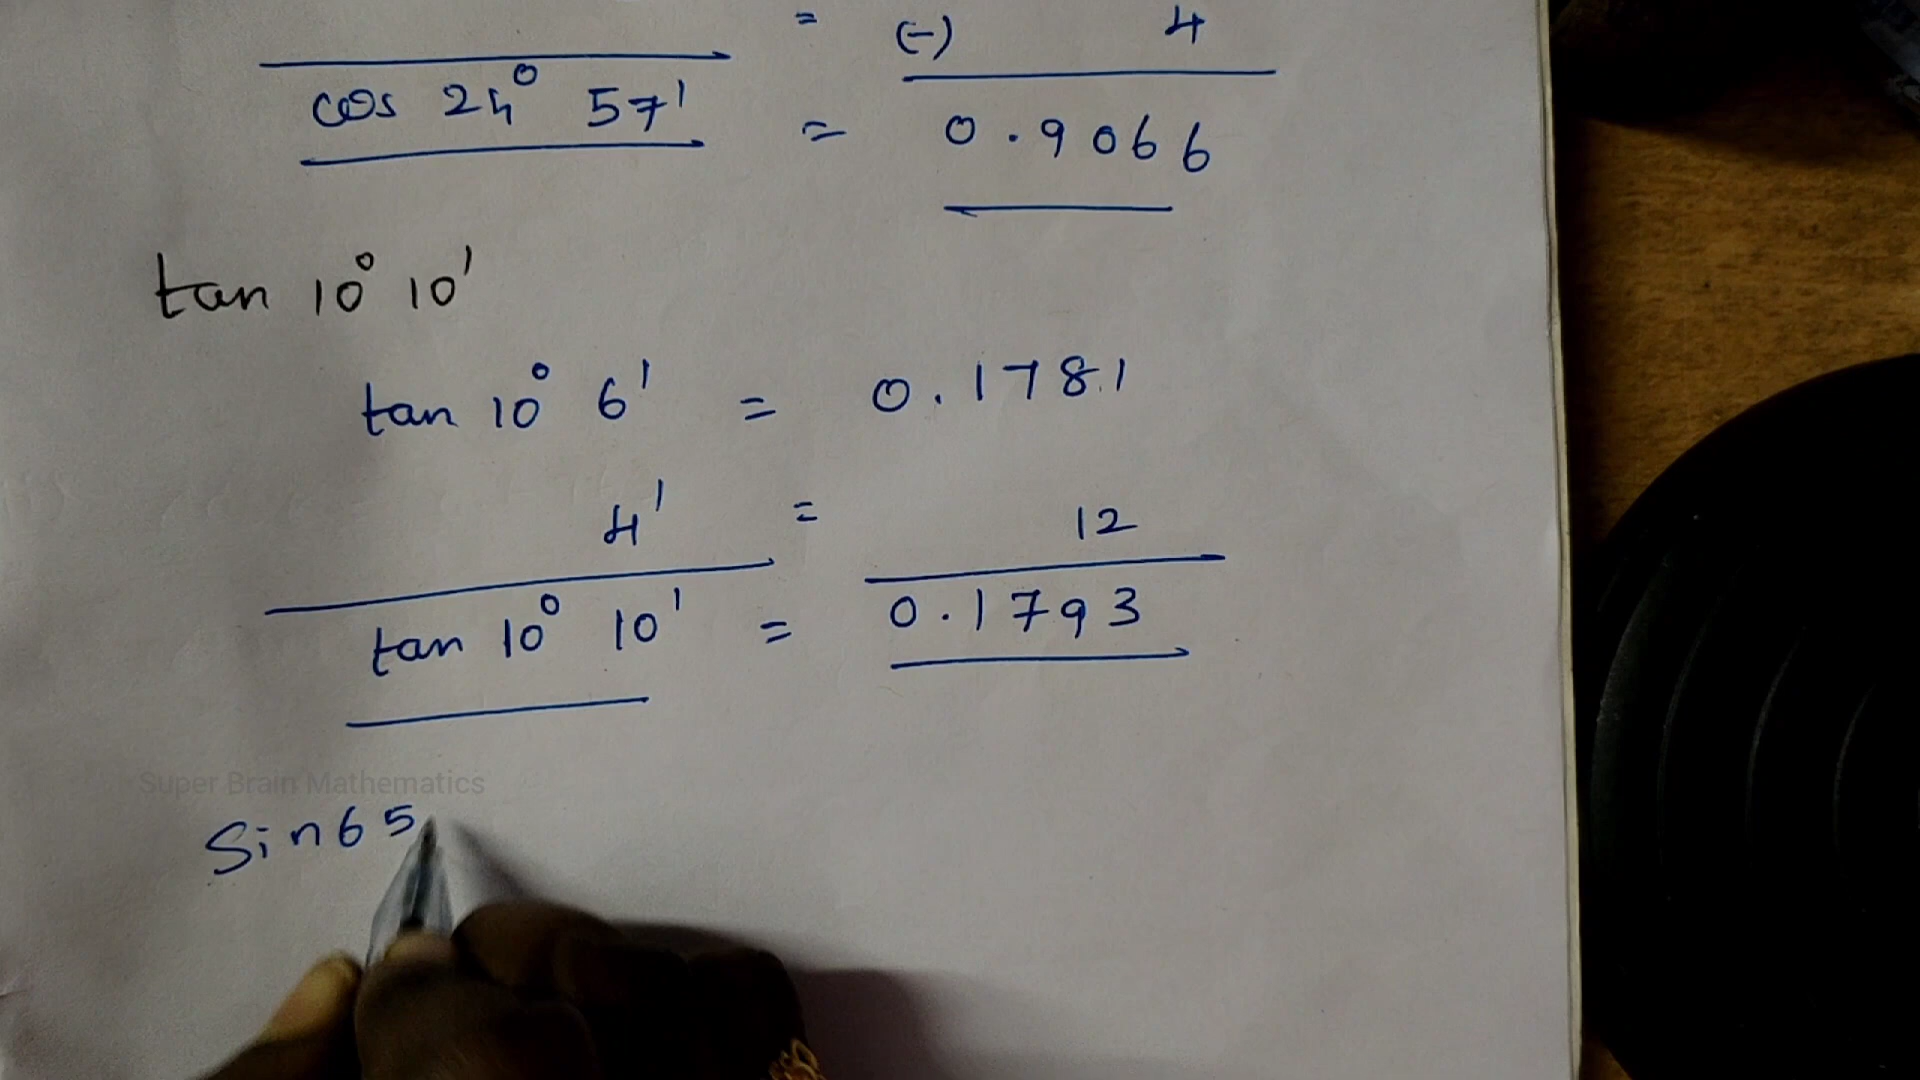 = (-) 4
cos 24° 57' = 0.9066
tan 10° 10'
tan 10° 6' = 0.1781
4' = 12
tan 10° 10' = 0.1793
Super Brain Mathematics
Sin65